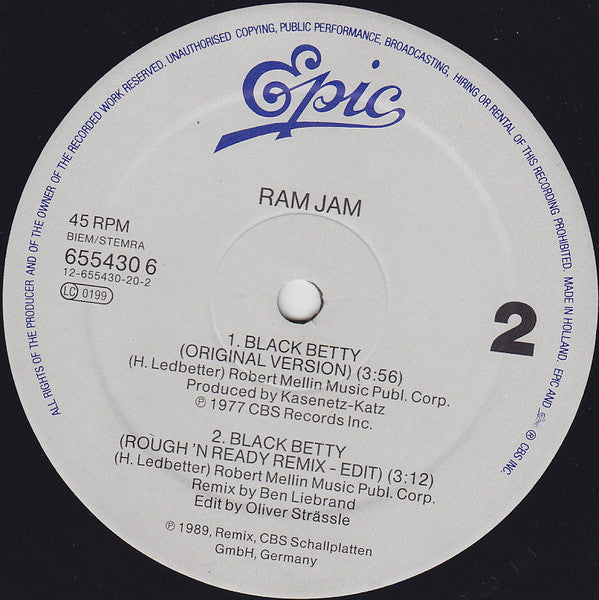 ALL RIGHTS OF THE PRODUCER AND OF THE OWNER OF THE RECORDED WORK RESERVED. UNAUTHORISED COPYING, PUBLIC PERFORMANCE, BROADCASTING, HIRING OR RENTAL OF THIS RECORDING PROHIBITED. MADE IN HOLLAND. EPIC AND Epic ® CBS INC.
Epic
RAM JAM
45 RPM
BIEM/STEMRA
655430 6
12-655430-20-2
LC 0199
2
1. BLACK BETTY
(ORIGINAL VERSION) (3:56)
(H. Ledbetter) Robert Mellin Music Publ. Corp.
Produced by Kasenetz-Katz
℗ 1977 CBS Records Inc.
2. BLACK BETTY
(ROUGH 'N READY REMIX - EDIT) (3:12)
(H. Ledbetter) Robert Mellin Music Publ. Corp.
Remix by Ben Liebrand
Edit by Oliver Strässle
℗ 1989, Remix, CBS Schallplatten
GmbH, Germany